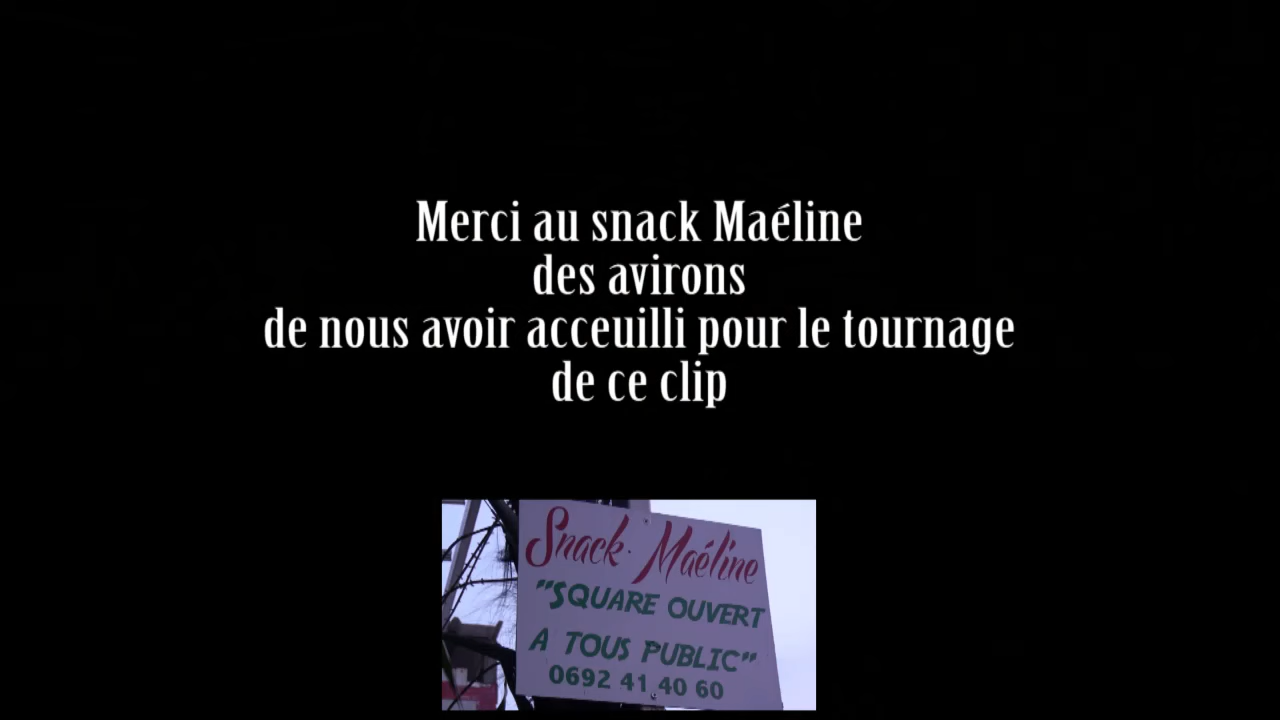 Merci au snack Maéline
des avirons
de nous avoir acceuilli pour le tournage
de ce clip
Snack. Maéline
"SQUARE OUVERT
A TOUS PUBLIC"
0692 41 40 60